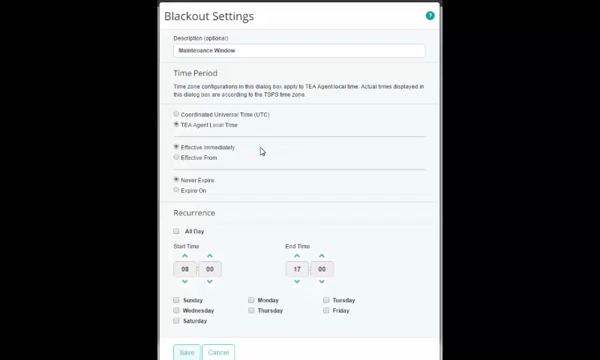 Blackout Settings
?
Description (optional)
Maintenance Window
Time Period
Time zone configurations in this dialog box apply to TEA Agent local time. Actual times displayed in
this dialog box are according to the TSFS time zone.
Coordinated Universal Time (UTC)
TEA Agent Local Time
Effective Immediately
Effective From
Never Expire
Expire On
Recurrence
All Day
Start Time End Time
08 : 00 17 : 00
Sunday Monday Tuesday
Wednesday Thursday Friday
Saturday
Save Cancel